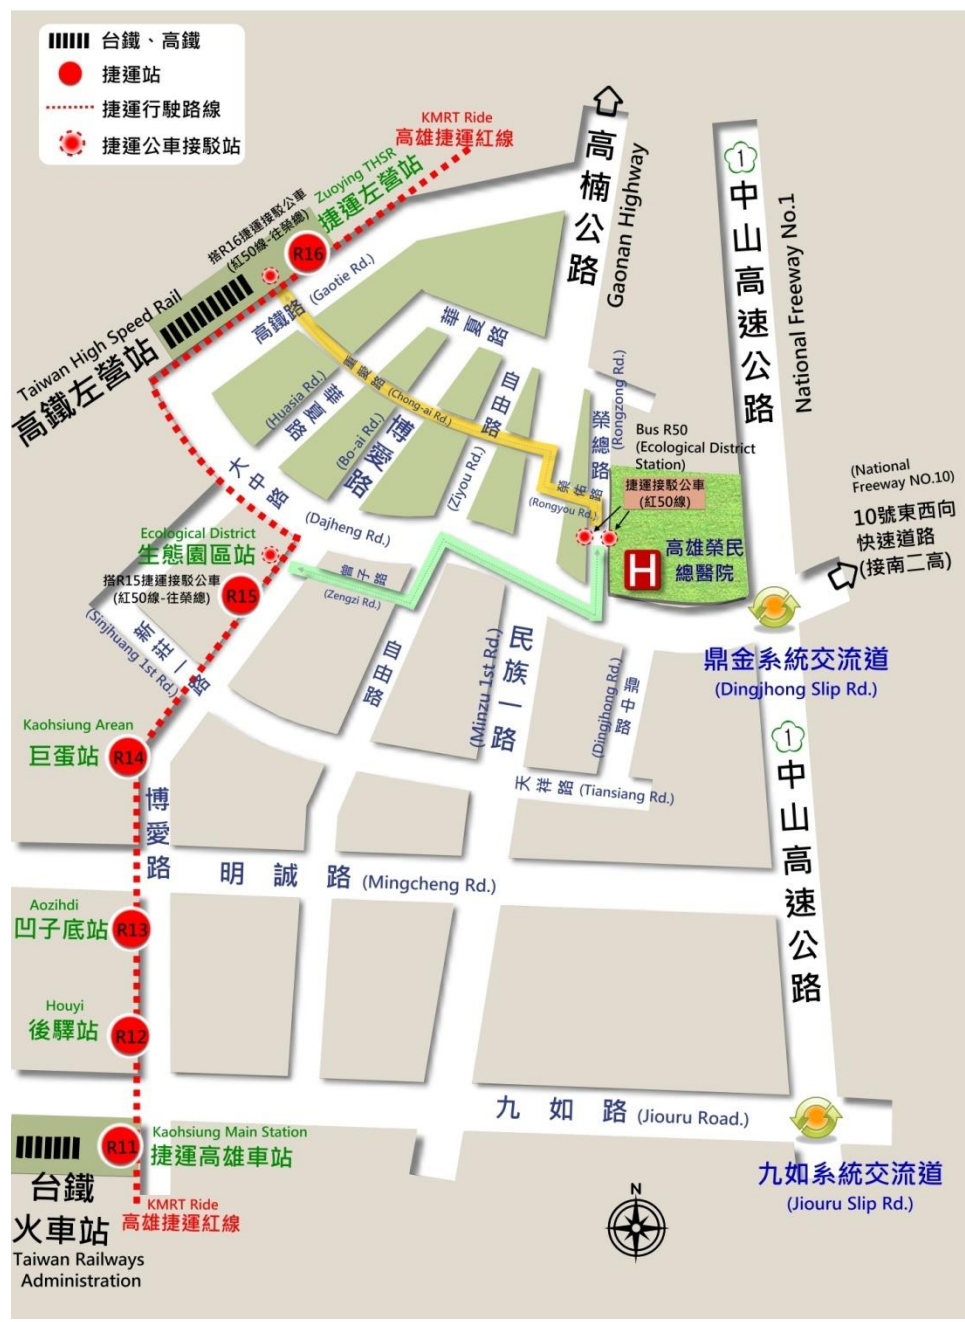 台鐵、高鐵
捷運站
捷運行駛路線
捷運公車接駁站
KMRT Ride
高雄捷運紅線
Zuoying THSR
捷運左營站
搭R16捷運接駁公車
(紅50線-往榮總)
R16
Taiwan High Speed Rail
高鐵左營站
高鐵路
(Gaotie Rd.)
高楠公路
Gaonan Highway
1
中山高速公路
National Freeway No.1
華夏路
(Huasia Rd.)
華夏路
(Chong-ai Rd.)
(Bo-ai Rd.)
博愛路
自由路
(Ziyou Rd.)
榮總路
(Rongzong Rd.)
榮佑路
(Rongyou Rd.)
Bus R50
(Ecological District
Station)
捷運接駁公車
(紅50線)
高雄榮民
總醫院
H
(National
Freeway NO.10)
10號東西向
快速道路
(接南二高)
大中路
(Dajheng Rd.)
Ecological District
生態園區站
搭R15捷運接駁公車
(紅50線-往榮總)
R15
曾子路
(Zengzi Rd.)
(Sinjhuang 1st Rd.)
新莊一路
自由路
民族一路
(Minzu 1st Rd.)
(Dingjhong Rd.)
鼎中路
鼎金系統交流道
(Dingjhong Slip Rd.)
Kaohsiung Arean
巨蛋站
R14
天祥路 (Tiansiang Rd.)
1
中山高速公路
博愛路
明誠路 (Mingcheng Rd.)
Aozihdi
凹子底站
R13
Houyi
後驛站
R12
九如路 (Jiouru Road.)
R11
Kaohsiung Main Station
捷運高雄車站
九如系統交流道
(Jiouru Slip Rd.)
台鐵
火車站
Taiwan Railways
Administration
KMRT Ride
高雄捷運紅線
N